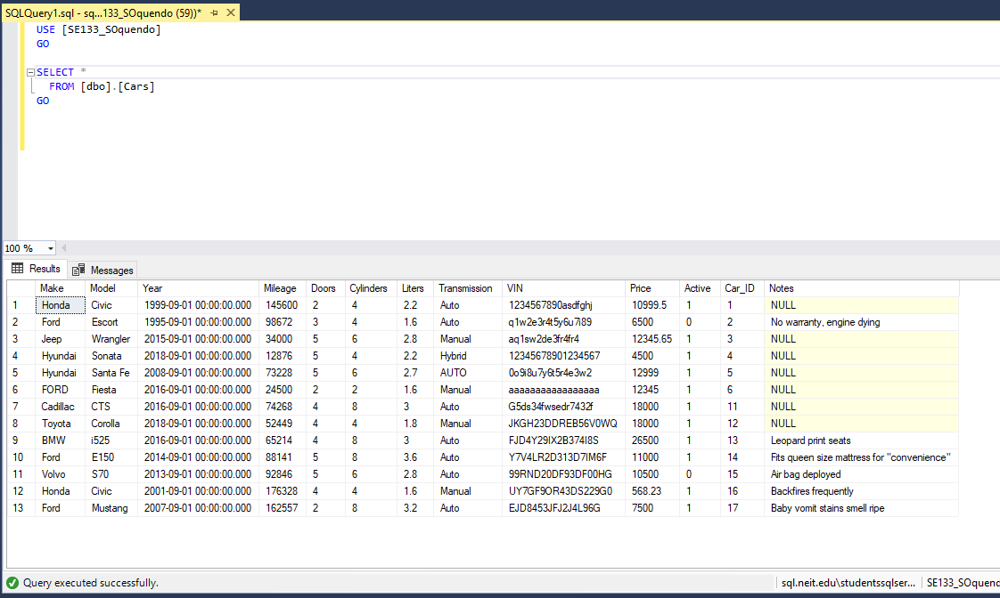 SQLQuery1.sql - sq...133_SOquendo (59))*
USE [SE133_SOquendo]
GO
SELECT *
FROM [dbo].[Cars]
GO
100 %
Results Messages
Make Model Year Mileage Doors Cylinders Liters Transmission VIN Price Active Car_ID Notes
1 Honda Civic 1999-09-01 00:00:00.000 145600 2 4 2.2 Auto 1234567890asdfghj 10999.5 1 1 NULL
2 Ford Escort 1995-09-01 00:00:00.000 98672 3 4 1.6 Auto q1w2e3r4t5y6u7i89 6500 0 2 No warranty, engine dying
3 Jeep Wrangler 2015-09-01 00:00:00.000 34000 5 6 2.8 Manual aq1sw2de3fr4fr4 12345.65 1 3 NULL
4 Hyundai Sonata 2018-09-01 00:00:00.000 12876 5 4 2.2 Hybrid 12345678901234567 4500 1 4 NULL
5 Hyundai Santa Fe 2008-09-01 00:00:00.000 73228 5 6 2.7 AUTO 0o9i8u7y6t5r4e3w2 12999 1 5 NULL
6 FORD Fiesta 2016-09-01 00:00:00.000 24500 2 2 1.6 Manual aaaaaaaaaaaaaaaaa 12345 1 6 NULL
7 Cadillac CTS 2016-09-01 00:00:00.000 74268 4 8 3 Auto G5ds34fwsedr7432f 18000 1 11 NULL
8 Toyota Corolla 2018-09-01 00:00:00.000 52449 4 4 1.8 Manual JKGH23DDREB56V0WQ 18000 1 12 NULL
9 BMW i525 2016-09-01 00:00:00.000 65214 4 8 3 Auto FJD4Y29IX2B374I8S 26500 1 13 Leopard print seats
10 Ford E150 2014-09-01 00:00:00.000 88141 5 8 3.6 Auto Y7V4LR2D313D7IM6F 11000 1 14 Fits queen size mattress for "convenience"
11 Volvo S70 2013-09-01 00:00:00.000 92846 5 6 2.8 Auto 99RND20DF93DF00HG 10500 0 15 Air bag deployed
12 Honda Civic 2001-09-01 00:00:00.000 176328 4 4 1.6 Manual UY7GF9OR43DS229G0 568.23 1 16 Backfires frequently
13 Ford Mustang 2007-09-01 00:00:00.000 162557 2 8 3.2 Auto EJD8453JFJ2J4L96G 7500 1 17 Baby vomit stains smell ripe
Query executed successfully. sql.neit.edu\studentssqlser... SE133_SOquend